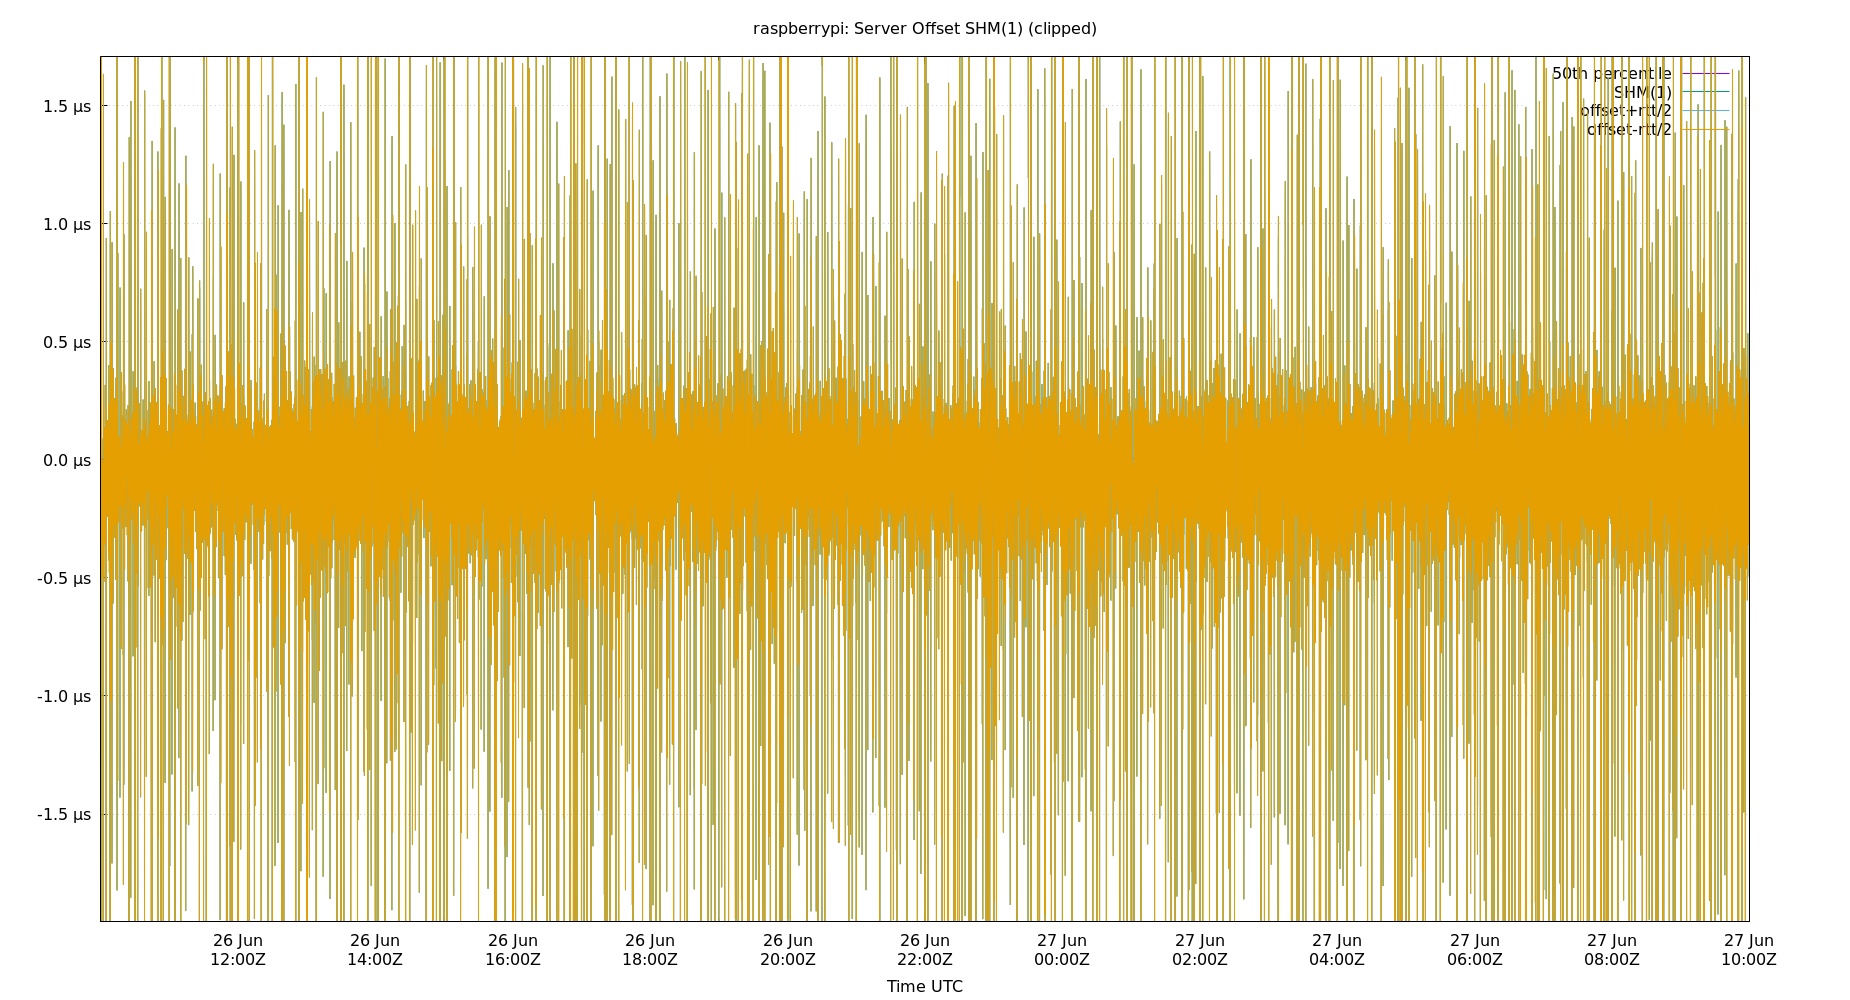 raspberrypi: Server Offset SHM(1) (clipped)
50th percentile
SHM(1)
offset+rtt/2
offset-rtt/2
1.5 µs
1.0 µs
0.5 µs
0.0 µs
-0.5 µs
-1.0 µs
-1.5 µs
26 Jun 26 Jun 26 Jun 26 Jun 26 Jun 26 Jun 27 Jun 27 Jun 27 Jun 27 Jun 27 Jun 27 Jun
12:00Z 14:00Z 16:00Z 18:00Z 20:00Z 22:00Z 00:00Z 02:00Z 04:00Z 06:00Z 08:00Z 10:00Z
Time UTC